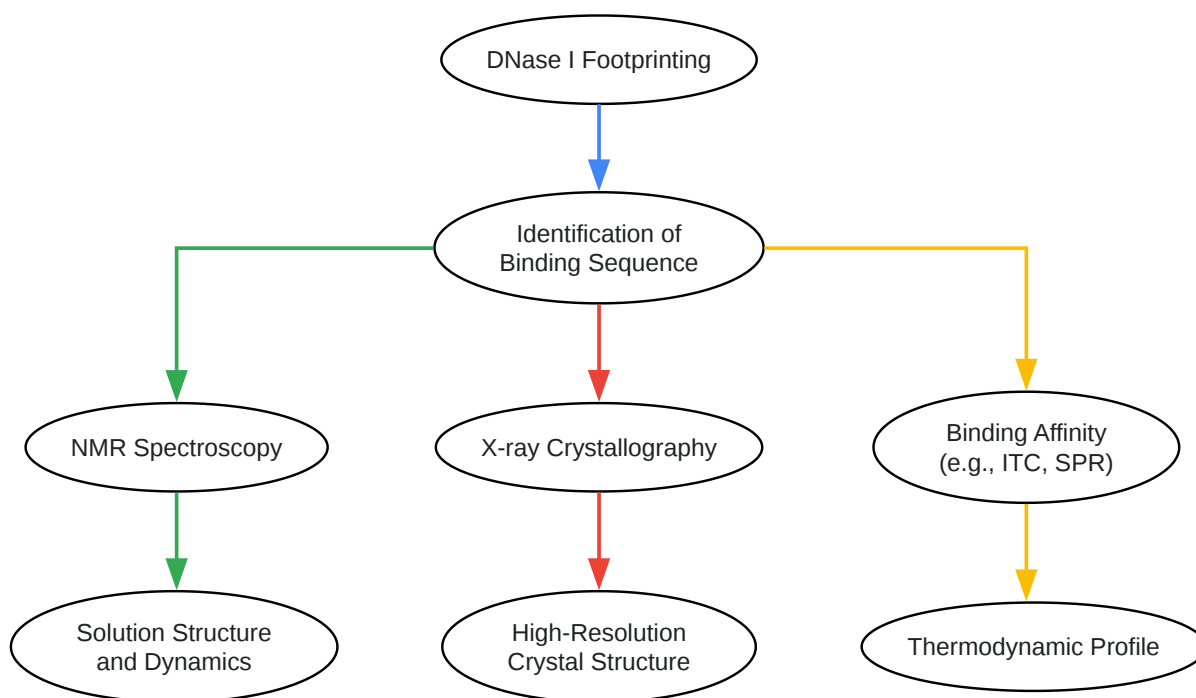 DNase I Footprinting
Identification of
Binding Sequence
NMR Spectroscopy
X-ray Crystallography
Binding Affinity
(e.g., ITC, SPR)
Solution Structure
and Dynamics
High-Resolution
Crystal Structure
Thermodynamic Profile